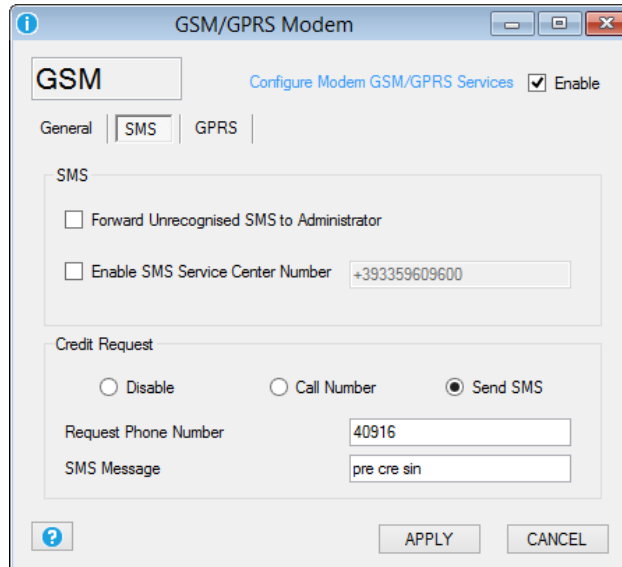 GSM/GPRS Modem
GSM
Configure Modem GSM/GPRS Services Enable
General SMS GPRS
SMS
Forward Unrecognised SMS to Administrator
Enable SMS Service Center Number +393359609600
Credit Request
Disable Call Number Send SMS
Request Phone Number 40916
SMS Message pre cre sin
APPLY CANCEL